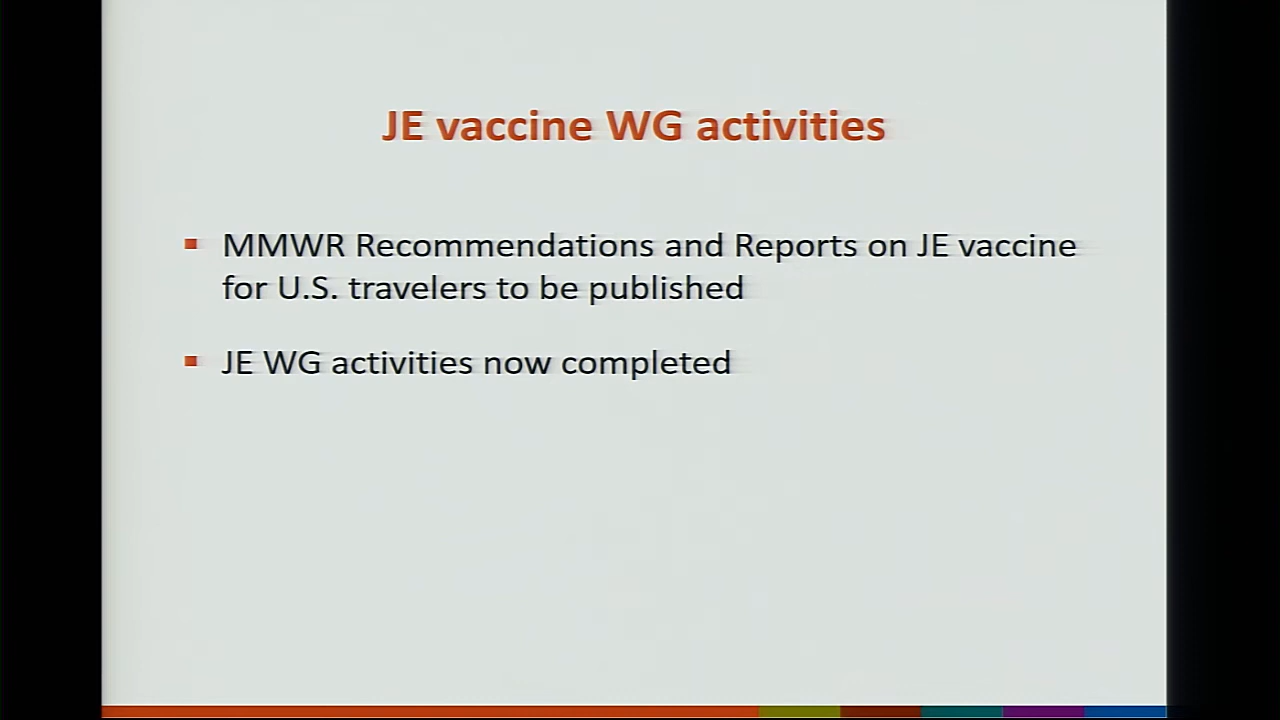 JE vaccine WG activities
MMWR Recommendations and Reports on JE vaccine
for U.S. travelers to be published
JE WG activities now completed